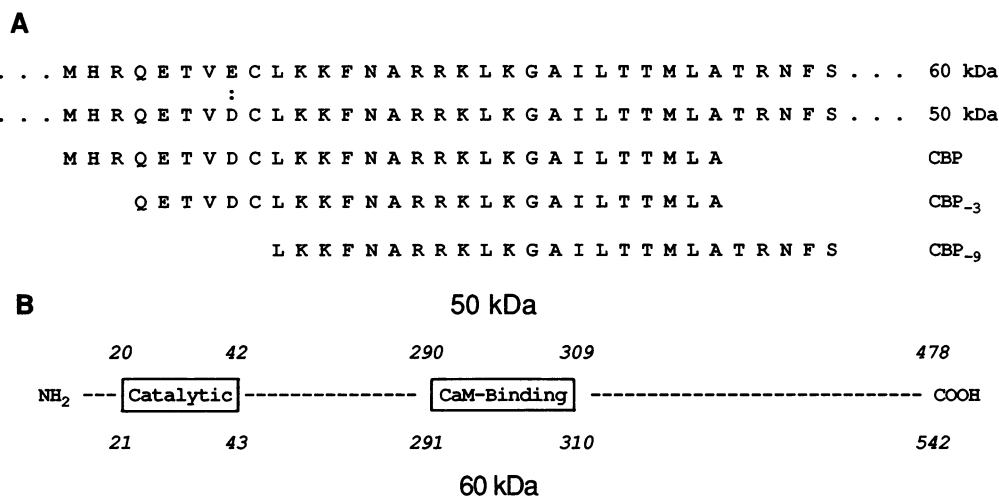 A
. . . M H R Q E T V E C L K K F N A R R K L K G A I L T T M L A T R N F S . . . 60 kDa
:
. . . M H R Q E T V D C L K K F N A R R K L K G A I L T T M L A T R N F S . . . 50 kDa
M H R Q E T V D C L K K F N A R R K L K G A I L T T M L A CBP
Q E T V D C L K K F N A R R K L K G A I L T T M L A CBP-3
L K K F N A R R K L K G A I L T T M L A T R N F S CBP-9
B 50 kDa
20 42 290 309 478
NH2 --- Catalytic ------------- CaM-Binding ------------------------- COOH
21 43 291 310 542
60 kDa